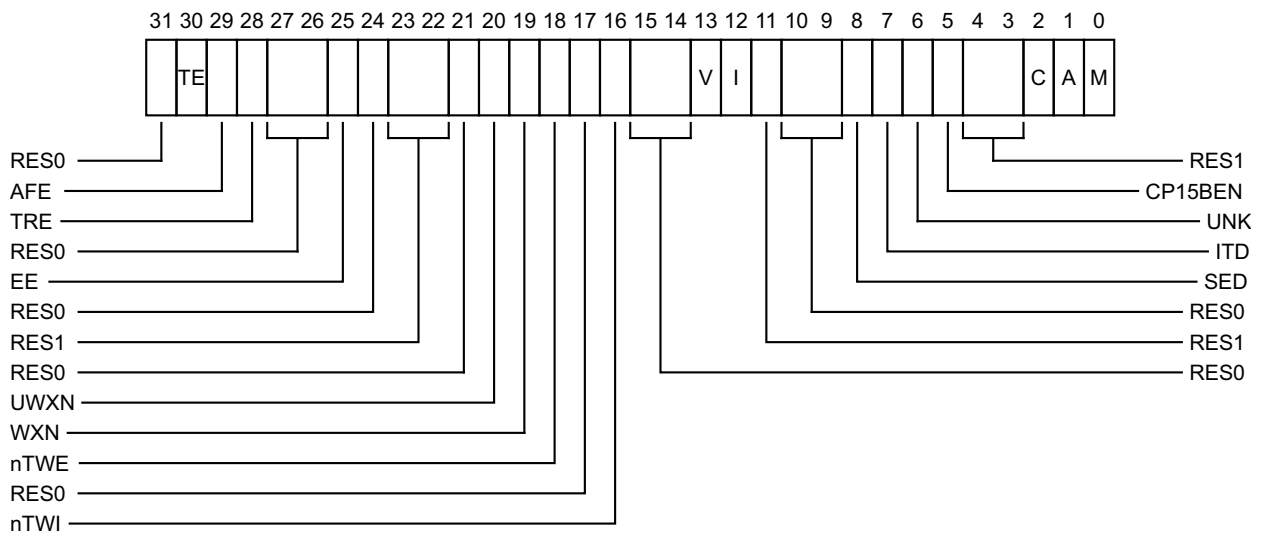 31 30 29 28 27 26 25 24 23 22 21 20 19 18 17 16 15 14 13 12 11 10 9 8 7 6 5 4 3 2 1 0
TE V I C A M
RES0 RES1
AFE CP15BEN
TRE UNK
RES0 ITD
EE SED
RES0 RES0
RES1 RES1
RES0 RES0
UWXN
WXN
nTWE
RES0
nTWI